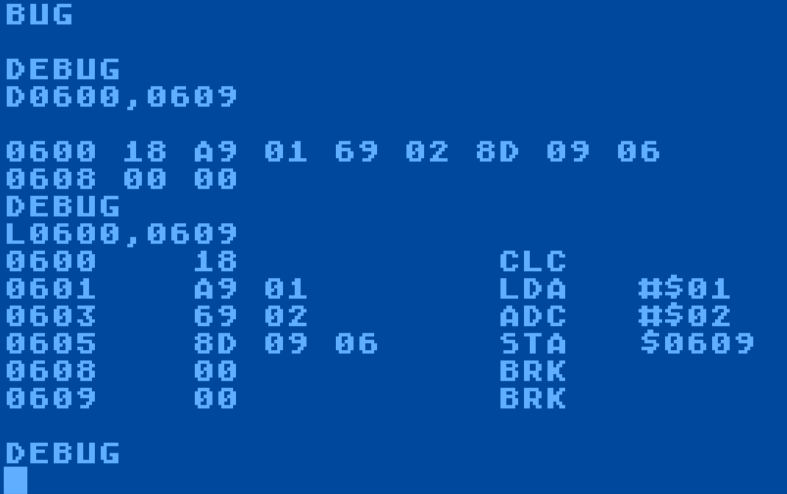 BUG
DEBUG
D0600,0609
0600 18 A9 01 69 02 8D 09 06
0608 00 00
DEBUG
L0600,0609
0600 18 CLC
0601 A9 01 LDA #$01
0603 69 02 ADC #$02
0605 8D 09 06 STA $0609
0608 00 BRK
0609 00 BRK
DEBUG